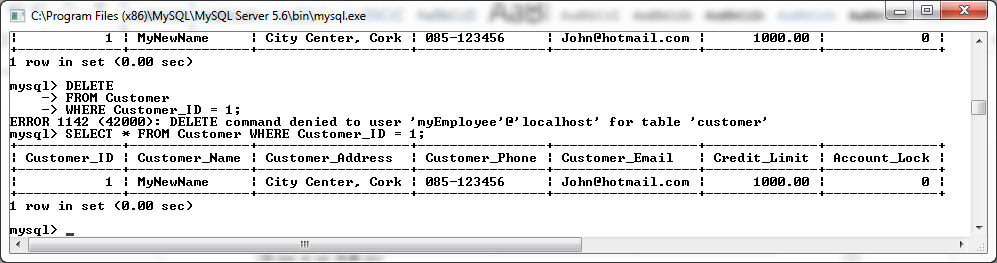 C:\Program Files (x86)\MySQL\MySQL Server 5.6\bin\mysql.exe
¦ 1 ¦ MyNewName ¦ City Center, Cork ¦ 085-123456 ¦ John@hotmail.com ¦ 1000.00 ¦ 0 ¦
+-------------+---------------+-------------------+----------------+------------------+--------------+--------------+
1 row in set (0.00 sec)
mysql> DELETE
-> FROM Customer
-> WHERE Customer_ID = 1;
ERROR 1142 (42000): DELETE command denied to user 'myEmployee'@'localhost' for table 'customer'
mysql> SELECT * FROM Customer WHERE Customer_ID = 1;
+-------------+---------------+-------------------+----------------+------------------+--------------+--------------+
¦ Customer_ID ¦ Customer_Name ¦ Customer_Address ¦ Customer_Phone ¦ Customer_Email ¦ Credit_Limit ¦ Account_Lock ¦
+-------------+---------------+-------------------+----------------+------------------+--------------+--------------+
¦ 1 ¦ MyNewName ¦ City Center, Cork ¦ 085-123456 ¦ John@hotmail.com ¦ 1000.00 ¦ 0 ¦
+-------------+---------------+-------------------+----------------+------------------+--------------+--------------+
1 row in set (0.00 sec)
mysql> _